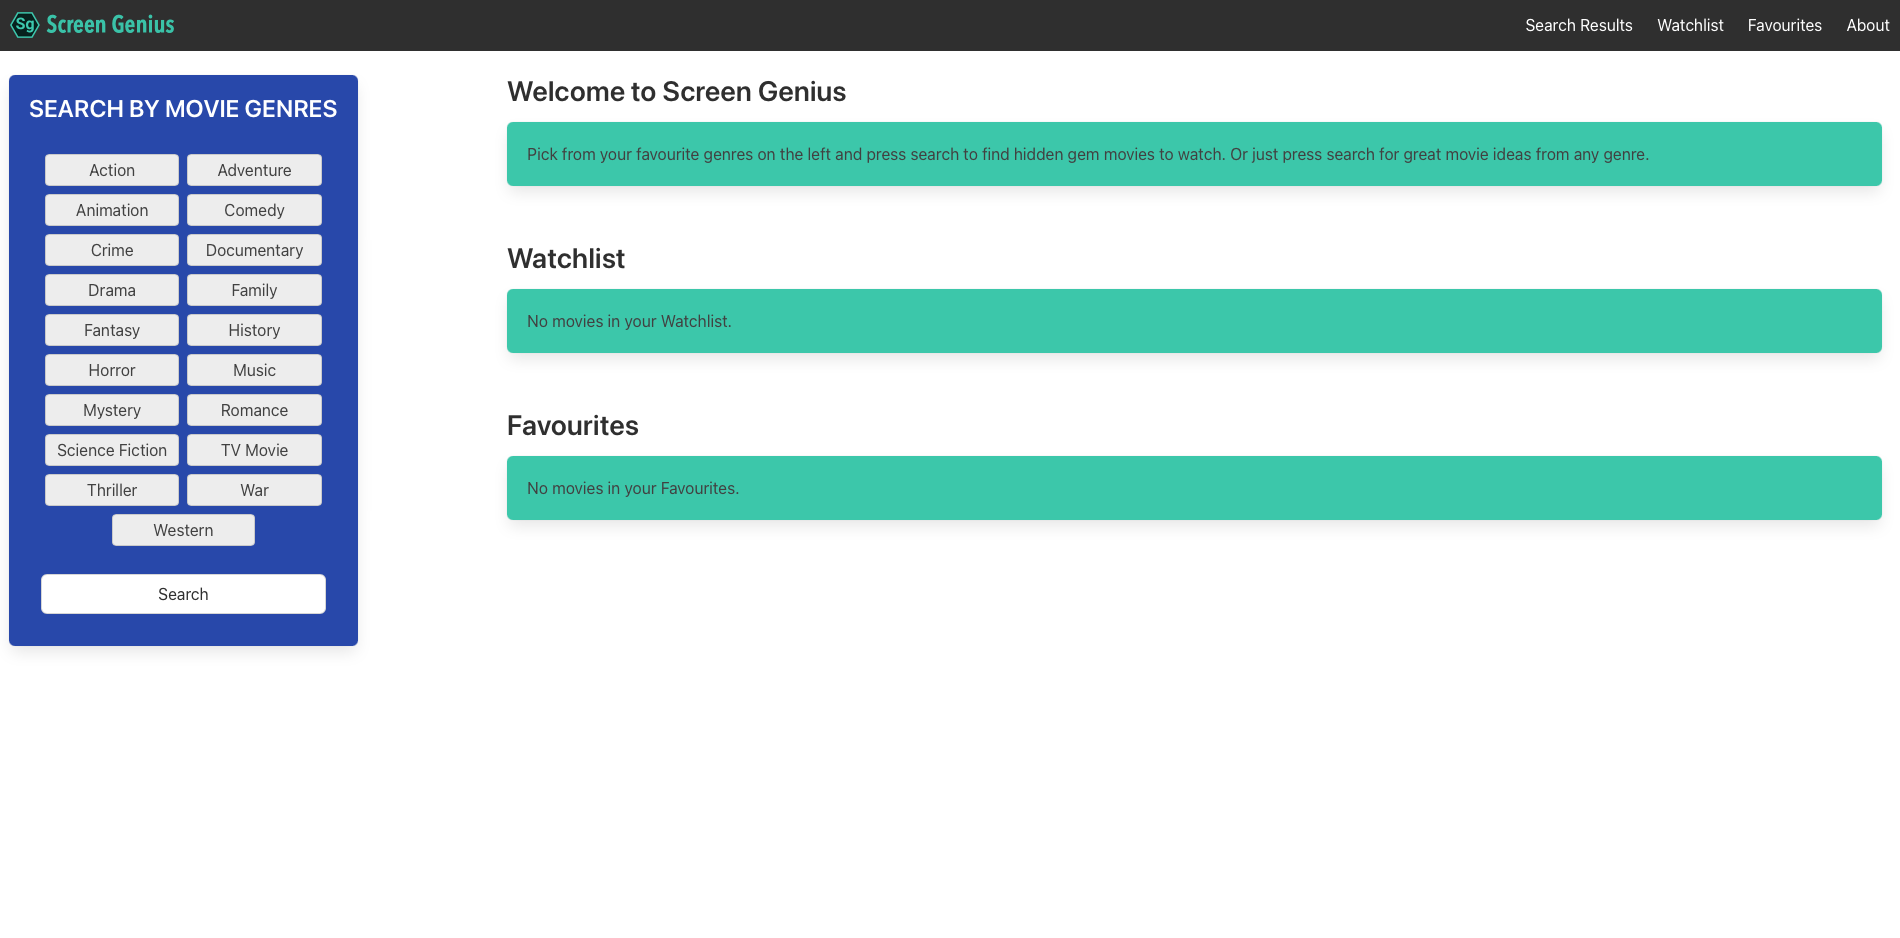 Sg Screen Genius
Search Results Watchlist Favourites About
SEARCH BY MOVIE GENRES
Action Adventure
Animation Comedy
Crime Documentary
Drama Family
Fantasy History
Horror Music
Mystery Romance
Science Fiction TV Movie
Thriller War
Western
Search
Welcome to Screen Genius
Pick from your favourite genres on the left and press search to find hidden gem movies to watch. Or just press search for great movie ideas from any genre.
Watchlist
No movies in your Watchlist.
Favourites
No movies in your Favourites.